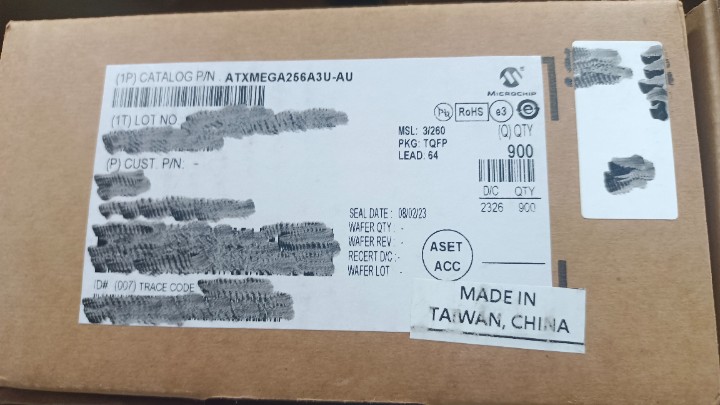 (1P) CATALOG P/N. ATXMEGA256A3U-AU
MICROCHIP
(1T) LOT NO
Pb RoHS e3 e
MSL: 3/260
PKG: TQFP
LEAD: 64
(Q) QTY
900
(P) CUST. P/N: -
D/C QTY
2326 900
SEAL DATE: 08/02/23
WAFER QTY: -
WAFER REV: -
RECERT D/C: -
WAFER LOT -
ASET
ACC
ID# (007) TRACE CODE
MADE IN
TAIWAN, CHINA